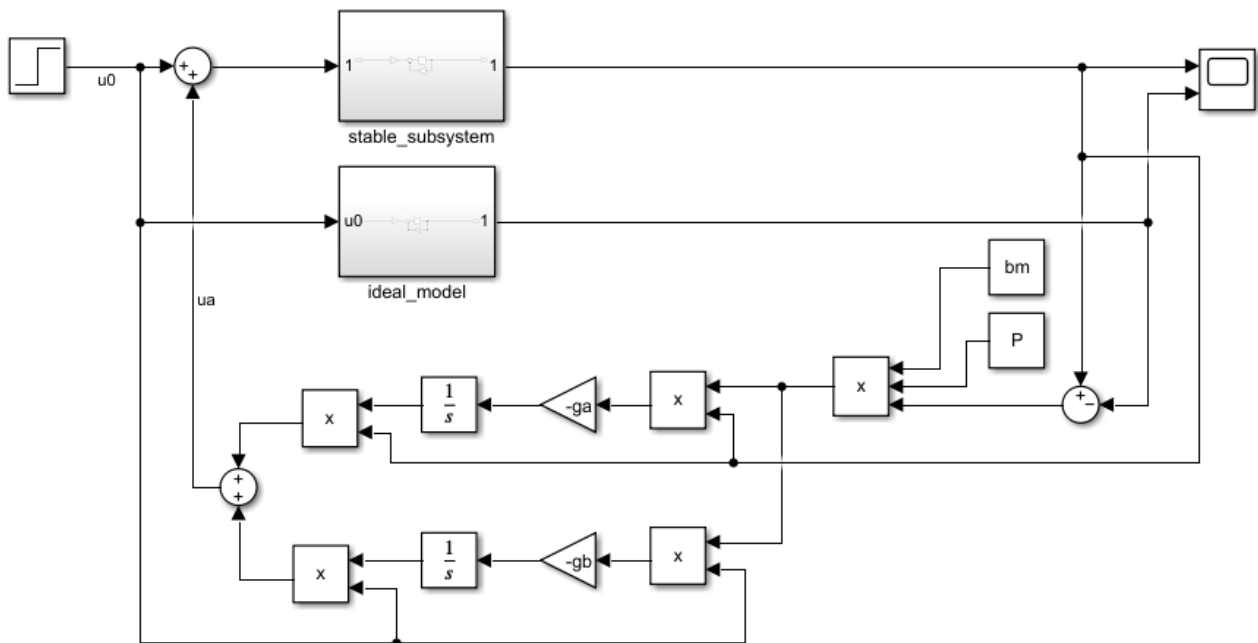 u0
+
+
1
1
stable_subsystem
u0
1
ideal_model
ua
bm
P
+
−
x
1
s
-ga
x
x
+
+
x
1
s
-gb
x